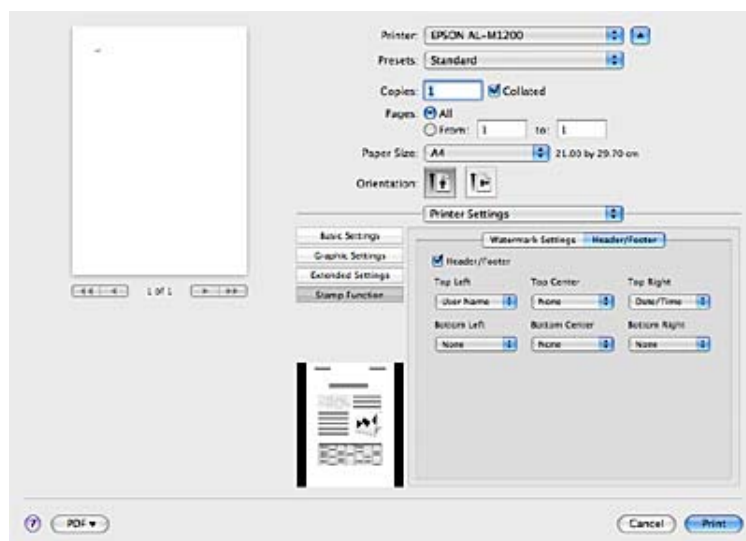 Printer: EPSON AL-M1200
Presets: Standard
Copies: 1 Collated
Pages: All
From: 1 to: 1
Paper Size: A4 21.00 by 29.70 cm
Orientation:
Printer Settings
Basic Settings
Graphic Settings
Extended Settings
Stamp Function
Watermark Settings Header/Footer
Header/Footer
Top Left Top Center Top Right
User Name None Date/Time
Bottom Left Bottom Center Bottom Right
None None None
1 of 1
? PDF Cancel Print